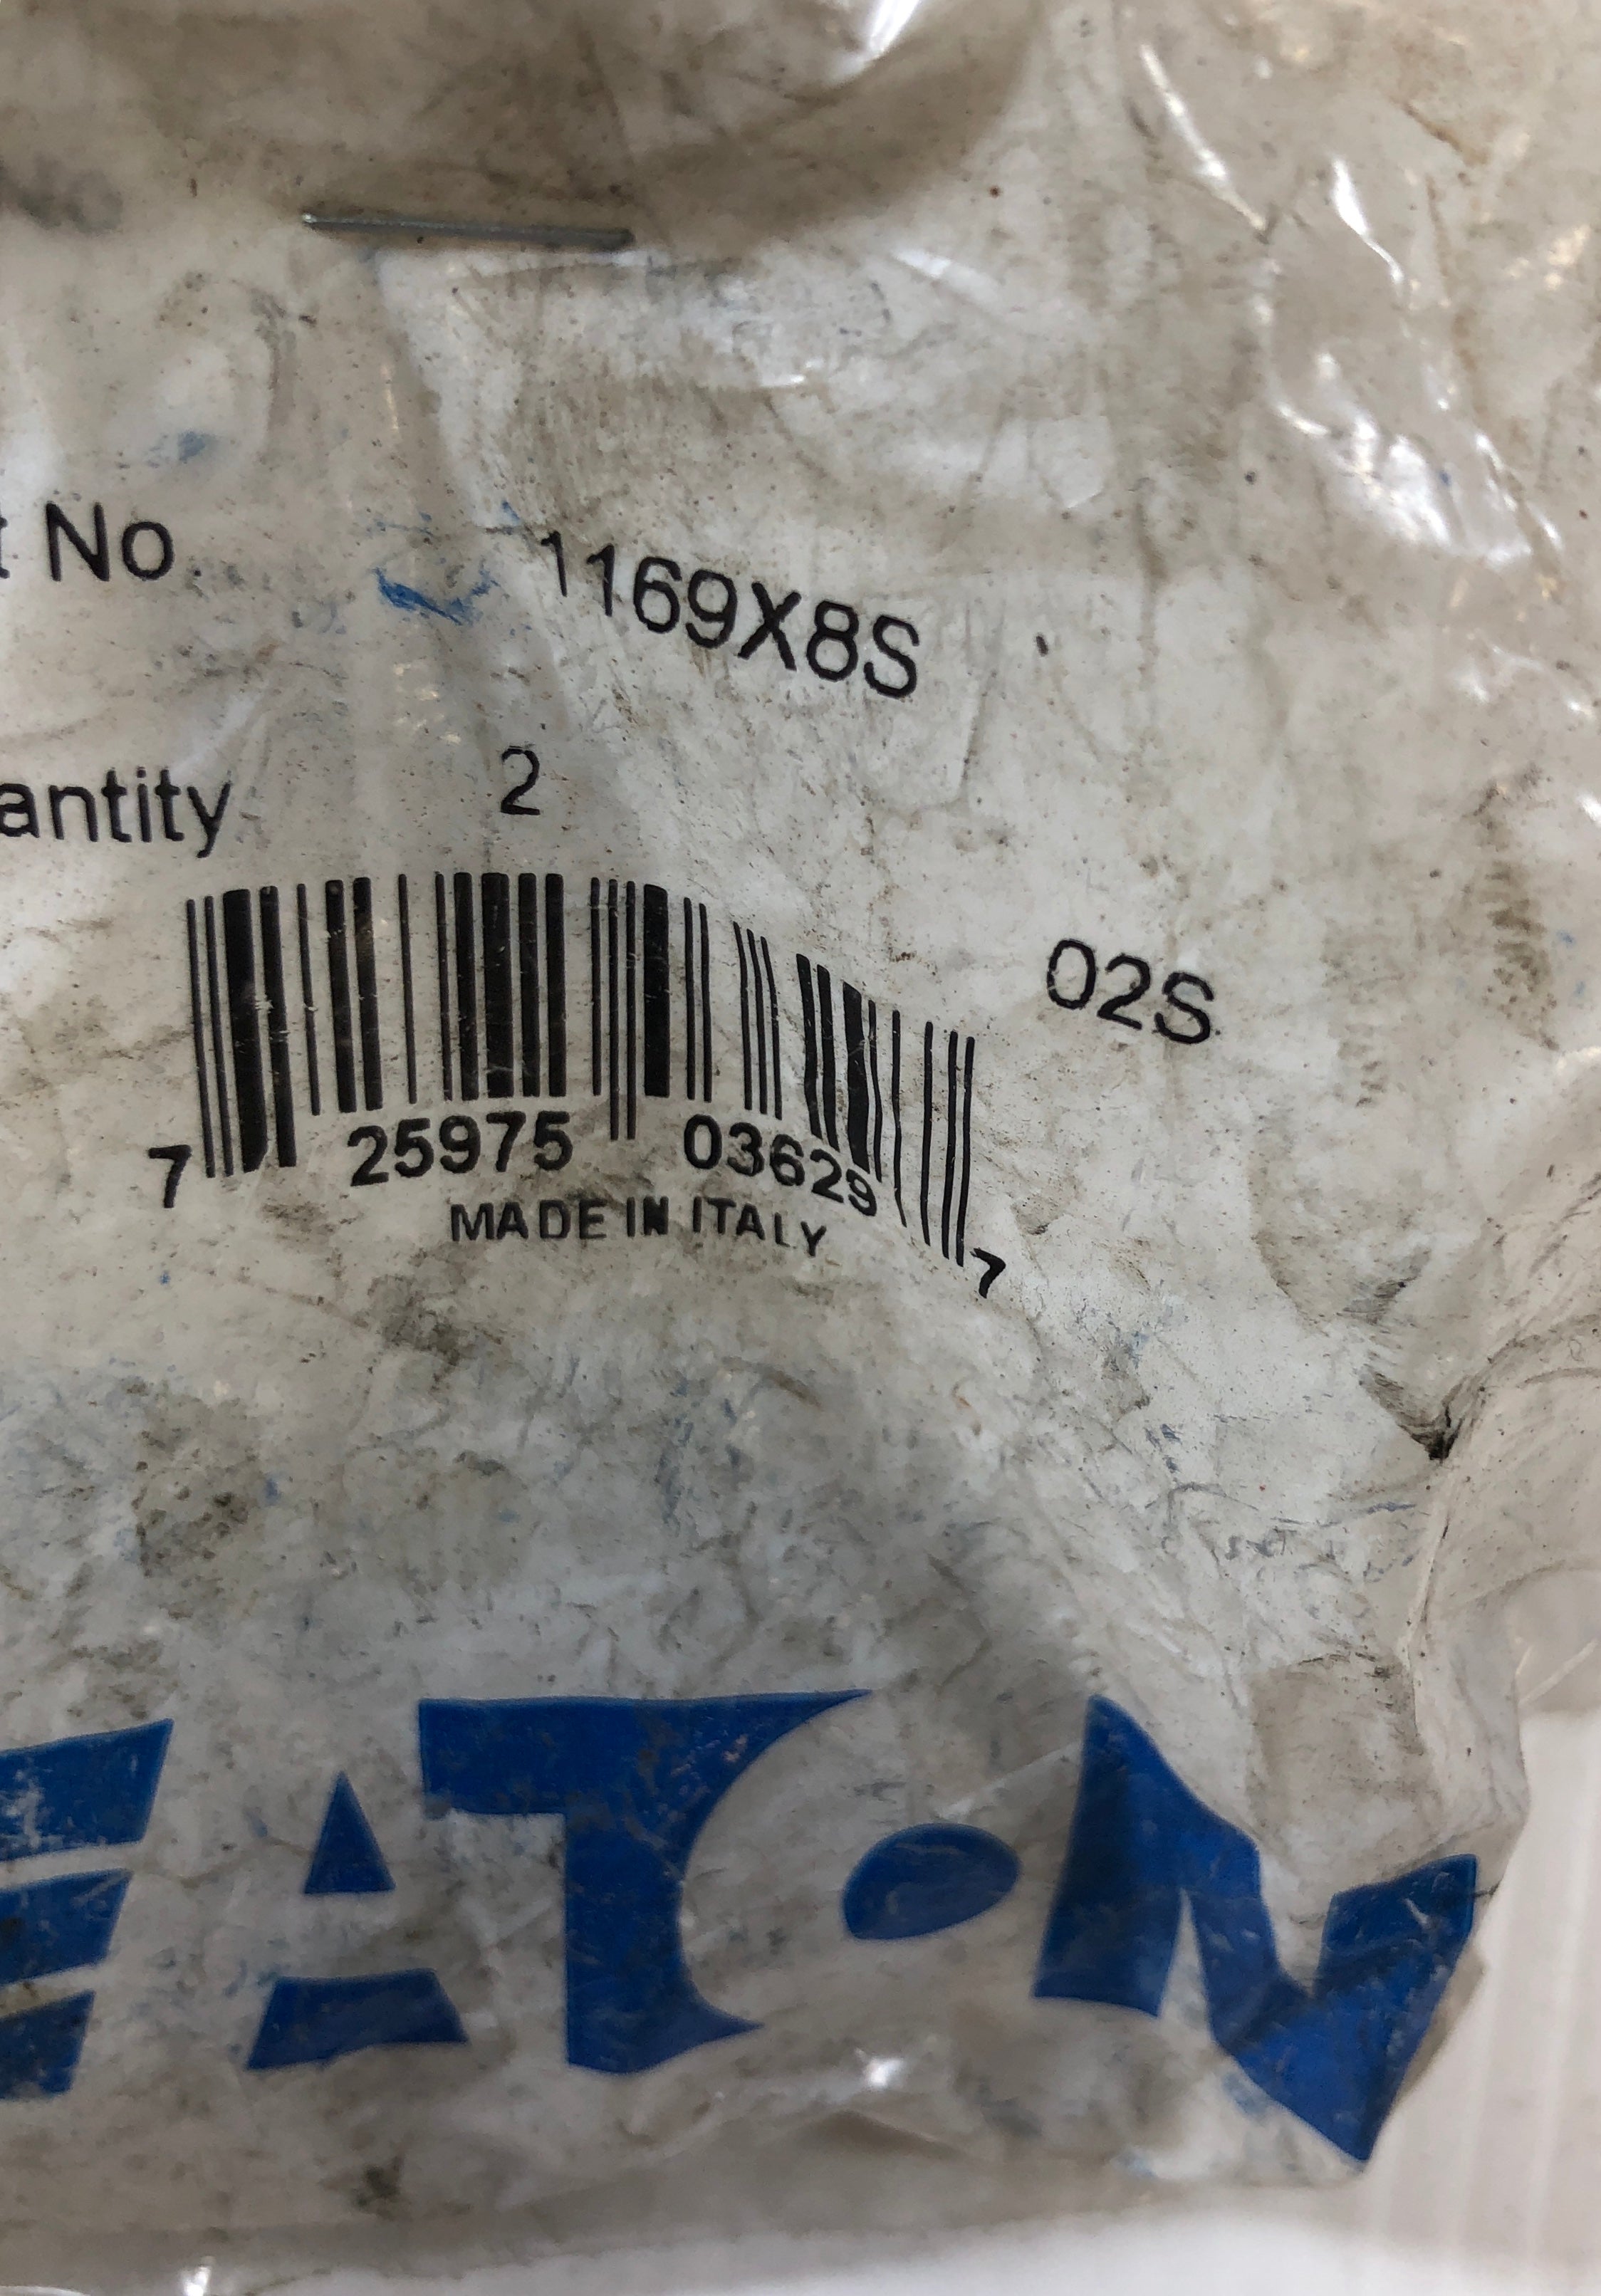 t No. 1169X8S
antity 2
02S
7 25975 03629 7
MADE IN ITALY
EATON